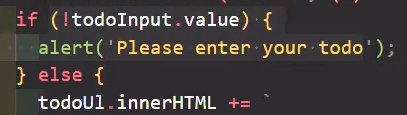 if (!todoInput.value) {
alert('Please enter your todo');
} else {
todoUl.innerHTML += `